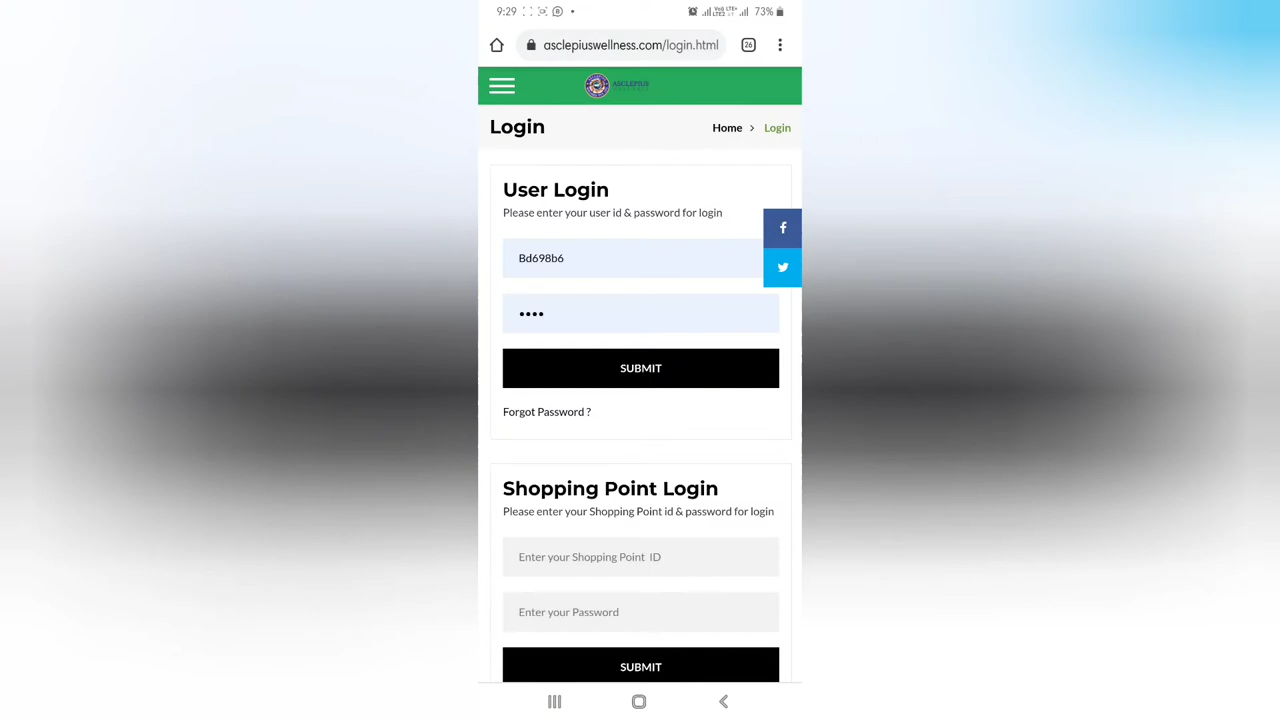 9:29
73%
asclepiuswellness.com/login.html
26
ASCLEPIUS
Login
Home > Login
User Login
Please enter your user id & password for login
Bd698b6
••••
SUBMIT
Forgot Password ?
Shopping Point Login
Please enter your Shopping Point id & password for login
Enter your Shopping Point ID
Enter your Password
SUBMIT